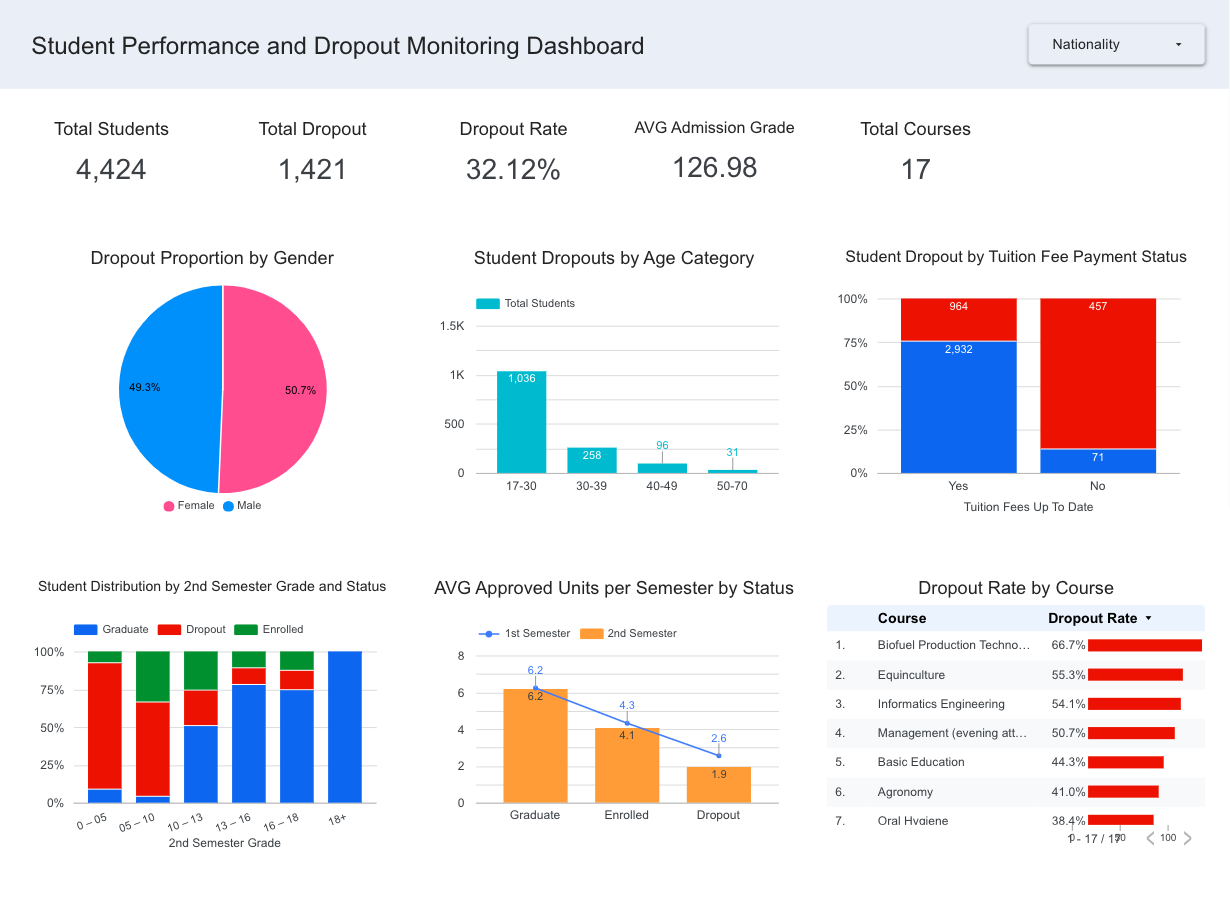 Student Performance and Dropout Monitoring Dashboard
Nationality
Total Students
4,424
Total Dropout
1,421
Dropout Rate
32.12%
AVG Admission Grade
126.98
Total Courses
17
Dropout Proportion by Gender
49.3%
50.7%
Female Male
Student Dropouts by Age Category
Total Students
1.5K
1K
500
0
1,036
258
96
31
17-30 30-39 40-49 50-70
Student Dropout by Tuition Fee Payment Status
100%
75%
50%
25%
0%
964
457
2,932
71
Yes No
Tuition Fees Up To Date
Student Distribution by 2nd Semester Grade and Status
Graduate Dropout Enrolled
100%
75%
50%
25%
0%
0 – 05 05 – 10 10 – 13 13 – 16 16 – 18 18+
2nd Semester Grade
AVG Approved Units per Semester by Status
1st Semester 2nd Semester
8
6
4
2
0
6.2
6.2
4.3
4.1
2.6
1.9
Graduate Enrolled Dropout
Dropout Rate by Course
Course Dropout Rate
1. Biofuel Production Techno… 66.7%
2. Equinculture 55.3%
3. Informatics Engineering 54.1%
4. Management (evening att… 50.7%
5. Basic Education 44.3%
6. Agronomy 41.0%
7. Oral Hygiene 38.4%
0 50 100
1 - 17 / 17